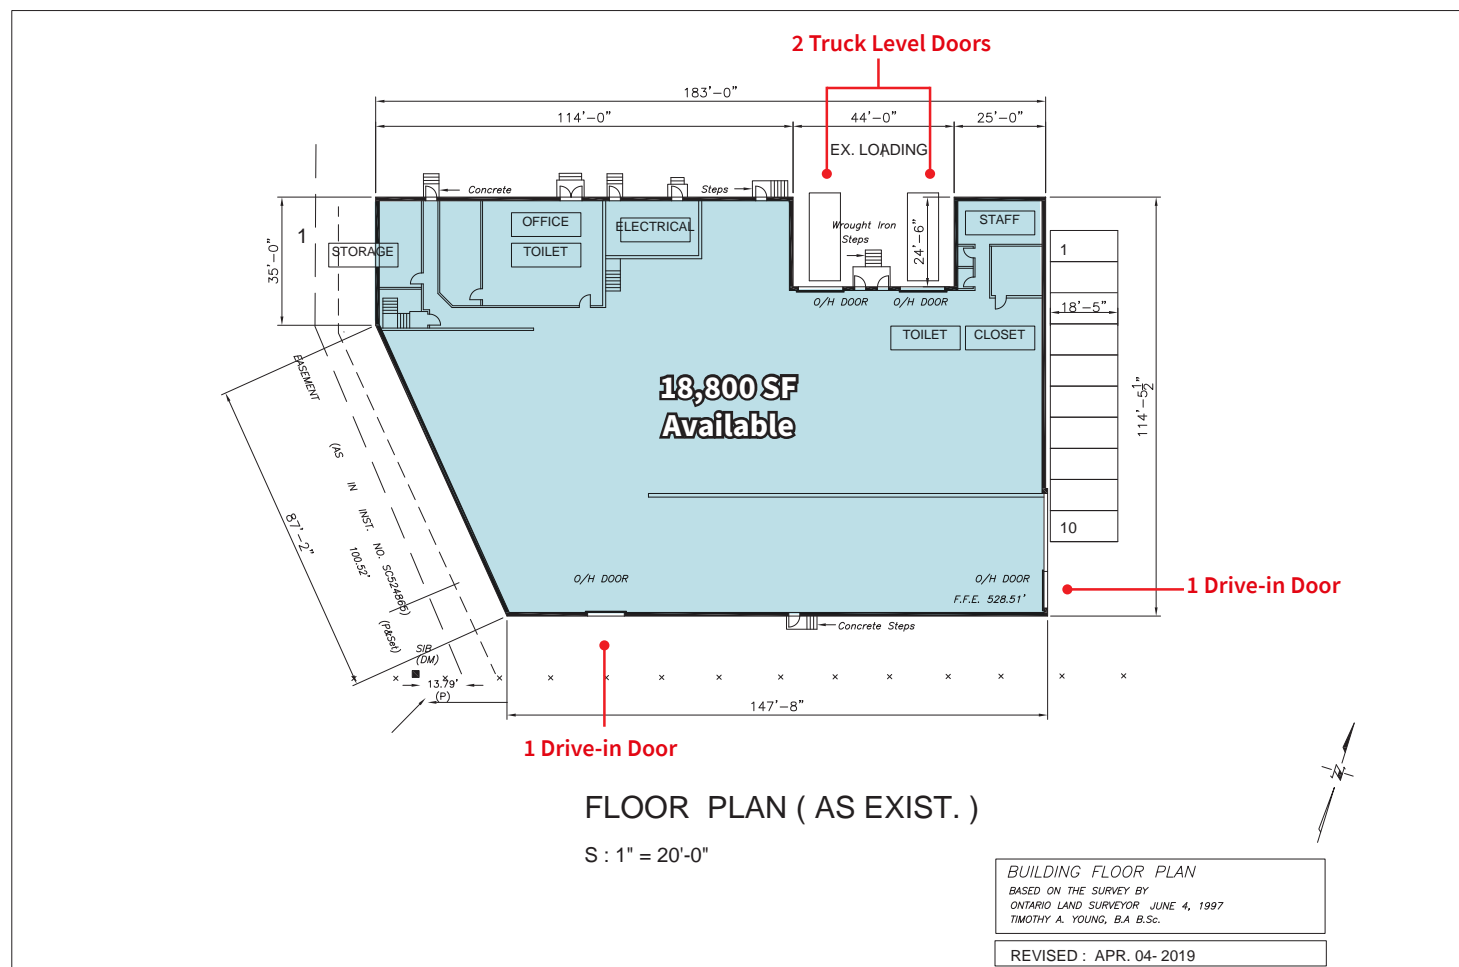 2 Truck Level Doors
183'-0"
114'-0"
44'-0"
25'-0"
EX. LOADING
Concrete
Steps
1
35'-0"
STORAGE
OFFICE
TOILET
ELECTRICAL
Wrought Iron
Steps
24'-6"
STAFF
1
O/H DOOR
O/H DOOR
18'-5"
TOILET
CLOSET
EASEMENT
(AS IN INST. NO. SC524866)
100.52'
(P&Set)
87'-2"
18,800 SF
Available
114'-5 1/2"
10
O/H DOOR
O/H DOOR
F.F.E. 528.51'
1 Drive-in Door
Concrete Steps
SIB
(DM)
13.79'
(P)
147'-8"
1 Drive-in Door
N
FLOOR PLAN ( AS EXIST. )
S : 1" = 20'-0"
BUILDING FLOOR PLAN
BASED ON THE SURVEY BY
ONTARIO LAND SURVEYOR JUNE 4, 1997
TIMOTHY A. YOUNG, B.A B.Sc.
REVISED : APR. 04- 2019